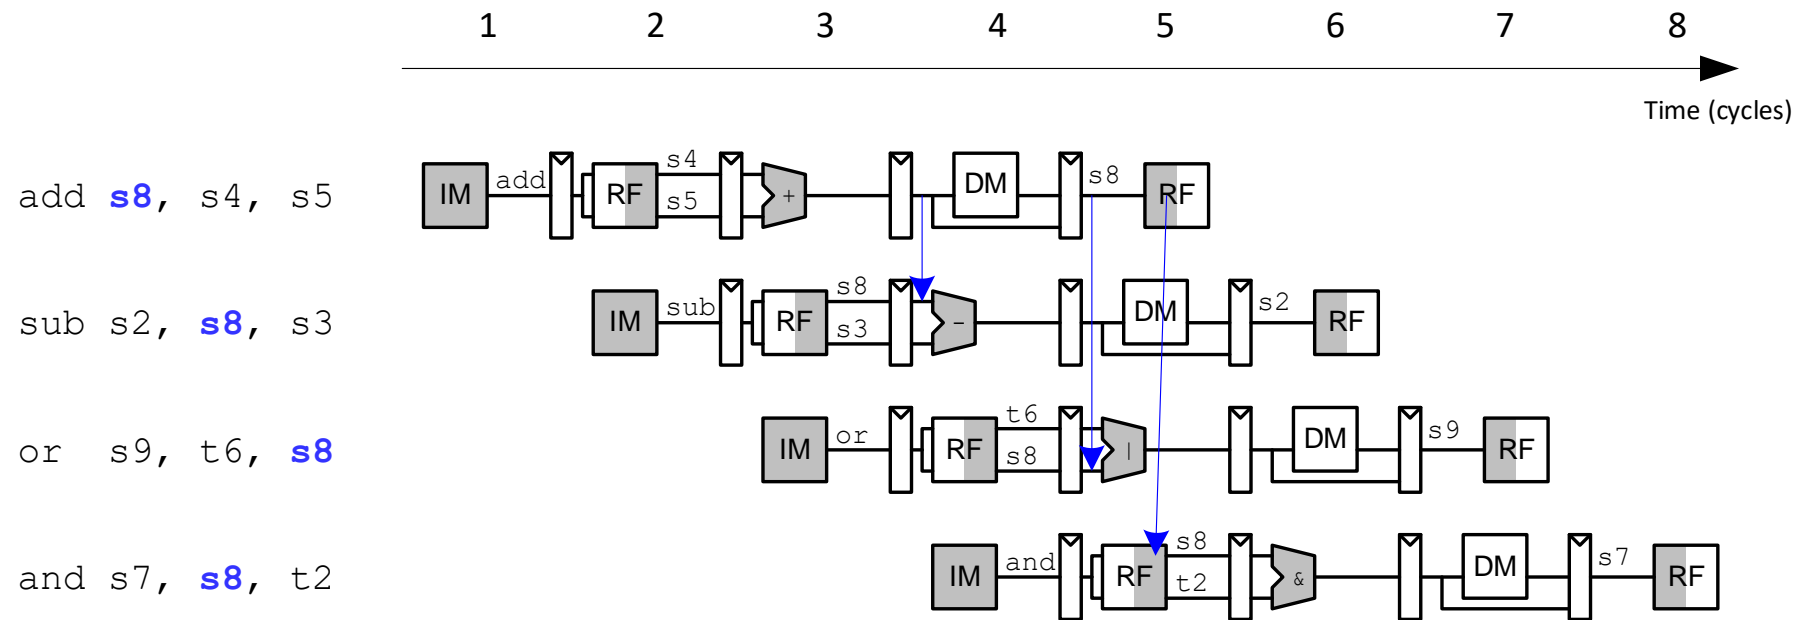 1 2 3 4 5 6 7 8
Time (cycles)
add s8, s4, s5 IM add RF s4 s5 + DM s8 RF
sub s2, s8, s3 IM sub RF s8 s3 - DM s2 RF
or s9, t6, s8 IM or RF t6 s8 | DM s9 RF
and s7, s8, t2 IM and RF s8 t2 & DM s7 RF